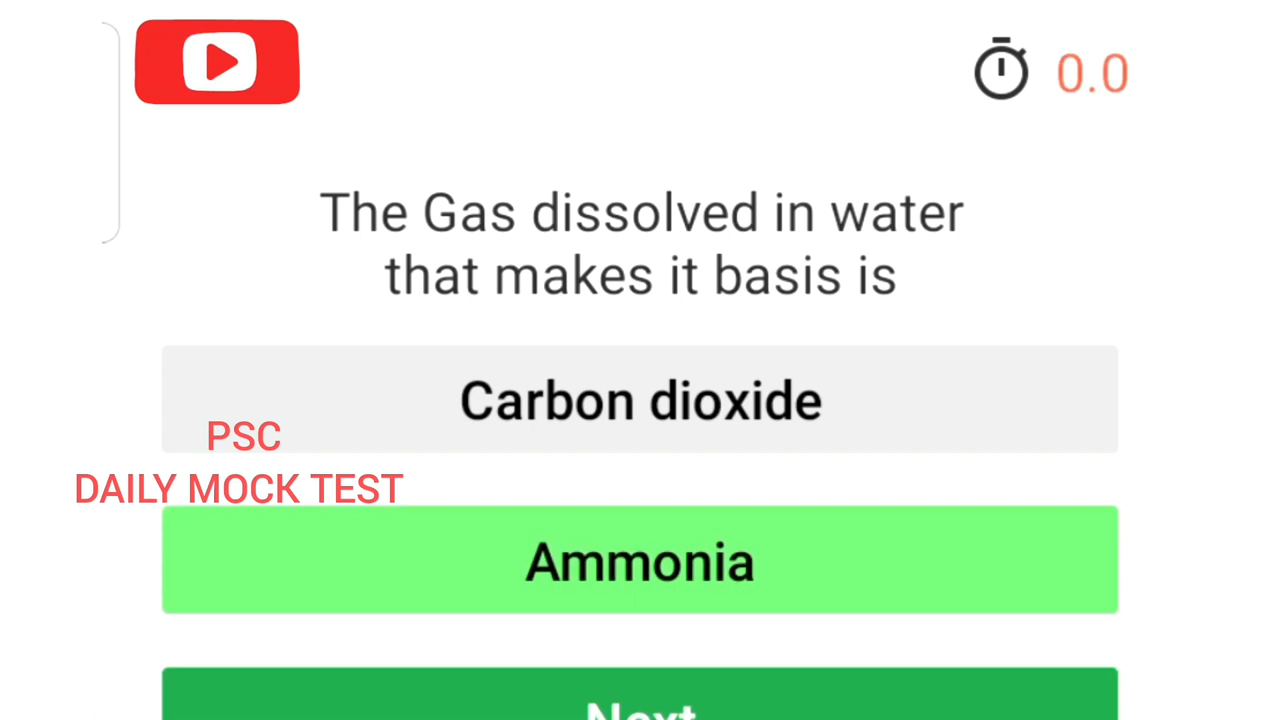 0.0
The Gas dissolved in water
that makes it basis is
Carbon dioxide
PSC
DAILY MOCK TEST
Ammonia
Next